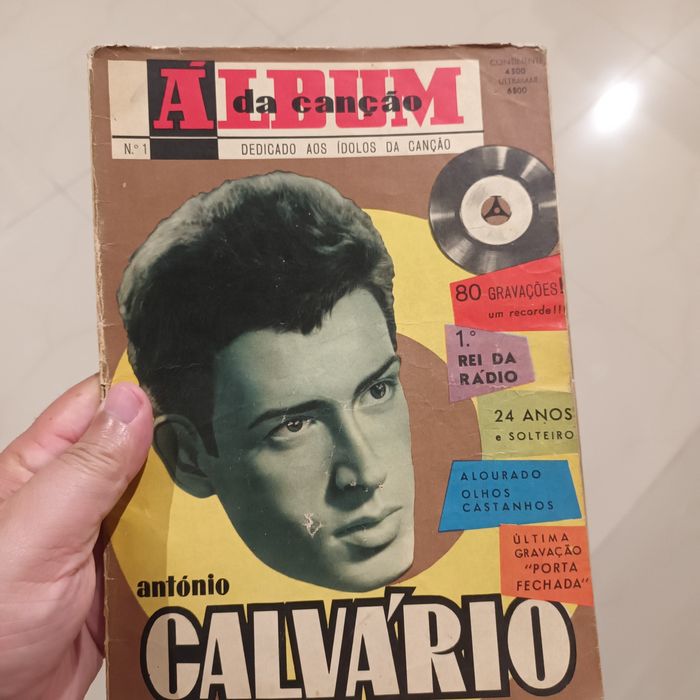 ÁLBUM
da canção
N.º 1
DEDICADO AOS ÍDOLOS DA CANÇÃO
CONTINENTE
4$00
ULTRAMAR
6$00
80 GRAVAÇÕES!
um recorde!!!
1.º
REI DA
RÁDIO
24 ANOS
e SOLTEIRO
ALOURADO
OLHOS
CASTANHOS
ÚLTIMA
GRAVAÇÃO
"PORTA
FECHADA"
antónio
CALVÁRIO